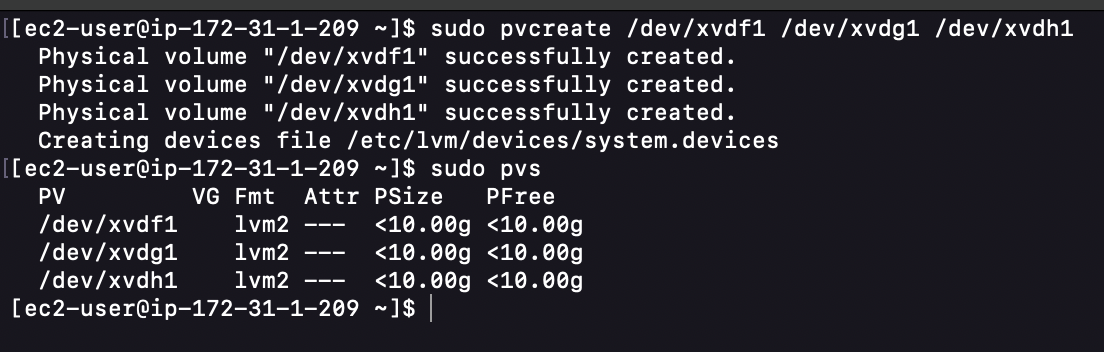 [[ec2-user@ip-172-31-1-209 ~]$ sudo pvcreate /dev/xvdf1 /dev/xvdg1 /dev/xvdh1
  Physical volume "/dev/xvdf1" successfully created.
  Physical volume "/dev/xvdg1" successfully created.
  Physical volume "/dev/xvdh1" successfully created.
  Creating devices file /etc/lvm/devices/system.devices
[[ec2-user@ip-172-31-1-209 ~]$ sudo pvs
  PV         VG Fmt  Attr PSize   PFree
  /dev/xvdf1    lvm2 ---  <10.00g <10.00g
  /dev/xvdg1    lvm2 ---  <10.00g <10.00g
  /dev/xvdh1    lvm2 ---  <10.00g <10.00g
[ec2-user@ip-172-31-1-209 ~]$